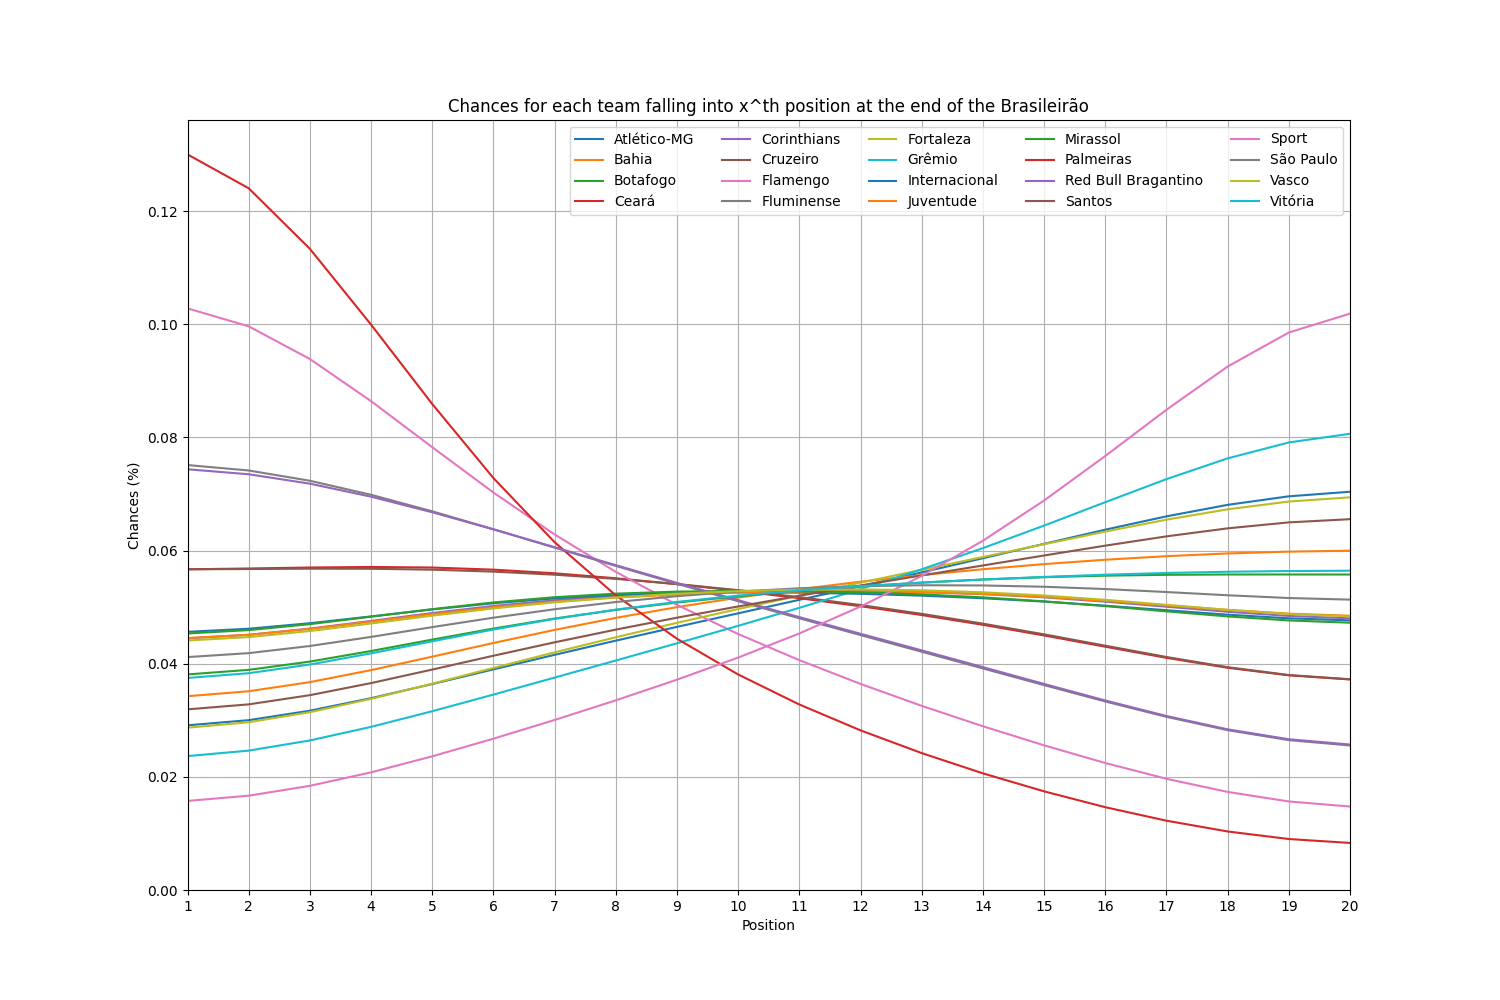 Chances for each team falling into x^th position at the end of the Brasileirão
Atlético-MG
Bahia
Botafogo
Ceará
Corinthians
Cruzeiro
Flamengo
Fluminense
Fortaleza
Grêmio
Internacional
Juventude
Mirassol
Palmeiras
Red Bull Bragantino
Santos
Sport
São Paulo
Vasco
Vitória
Chances (%)
0.12
0.10
0.08
0.06
0.04
0.02
0.00
1 2 3 4 5 6 7 8 9 10 11 12 13 14 15 16 17 18 19 20
Position